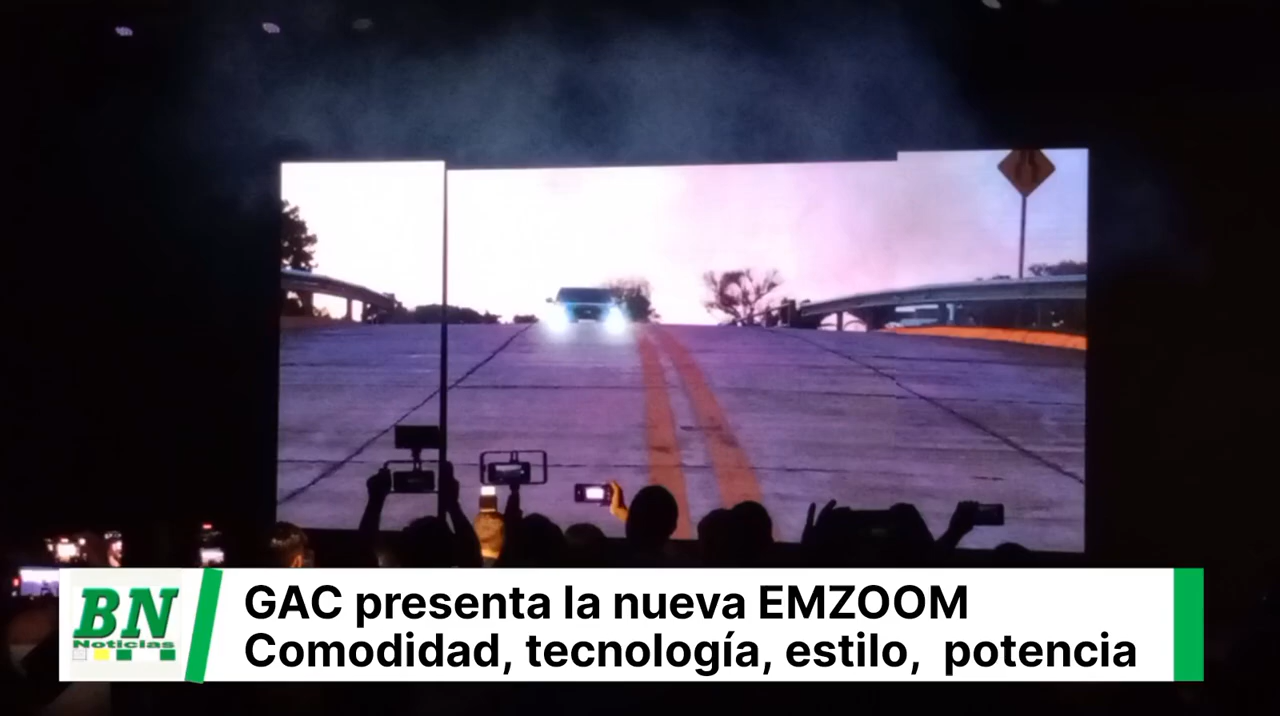 BN
Noticias
GAC presenta la nueva EMZOOM
Comodidad, tecnología, estilo,  potencia